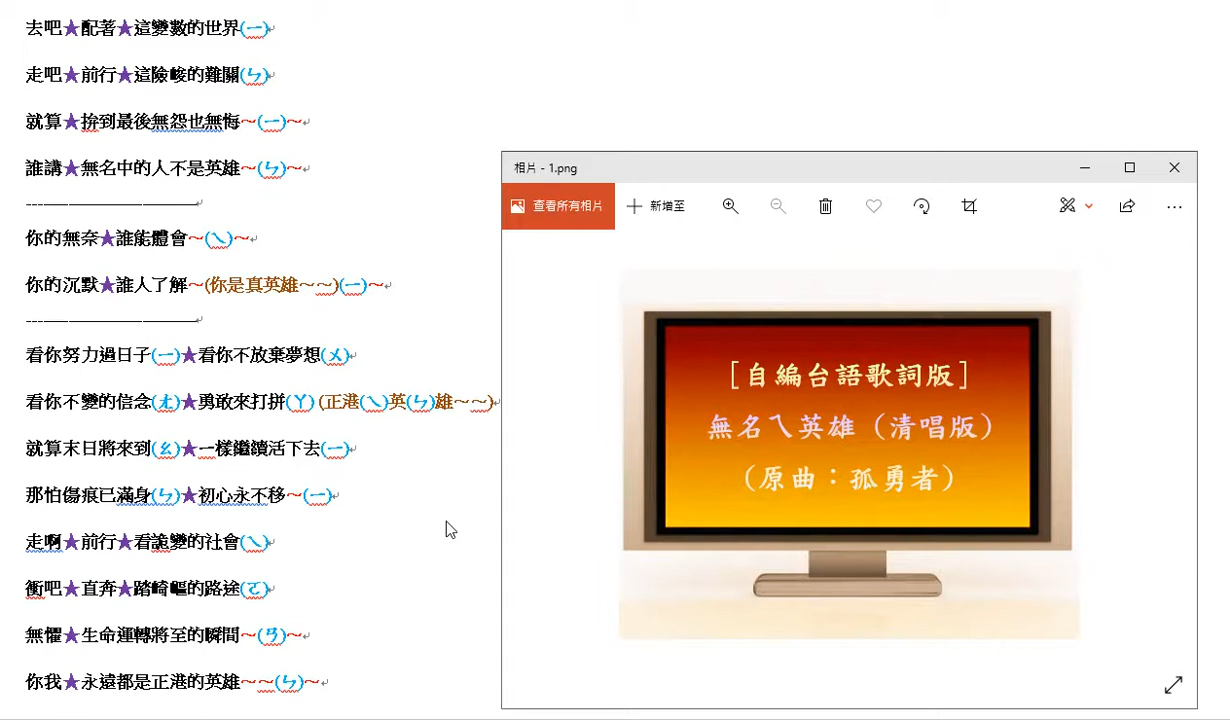 去吧★配著★這變數的世界(ㄧ)
走吧★前行★這險峻的難關(ㄣ)
就算★拚到最後無怨也無悔～(ㄧ)～
誰講★無名中的人不是英雄～(ㄣ)～
你的無奈★誰能體會～(ㄟ)～
你的沉默★誰人了解～(你是真英雄～～)(ㄧ)～
看你努力過日子(ㄧ)★看你不放棄夢想(ㄨ)
看你不變的信念(ㄤ)★勇敢來打拼(ㄚ) (正港(ㄟ)英(ㄣ)雄～～)
就算末日將來到(ㄠ)★一樣繼續活下去(ㄧ)
那怕傷痕已滿身(ㄣ)★初心永不移～(ㄧ)
走啊★前行★看詭變的社會(ㄟ)
衝吧★直奔★踏崎嶇的路途(ㄛ)
無懼★生命運轉將至的瞬間～(ㄢ)～
你我★永遠都是正港的英雄～～(ㄣ)～
相片 - 1.png
查看所有相片
新增至
[自編台語歌詞版]
無名ㄟ英雄（清唱版）
（原曲：孤勇者）